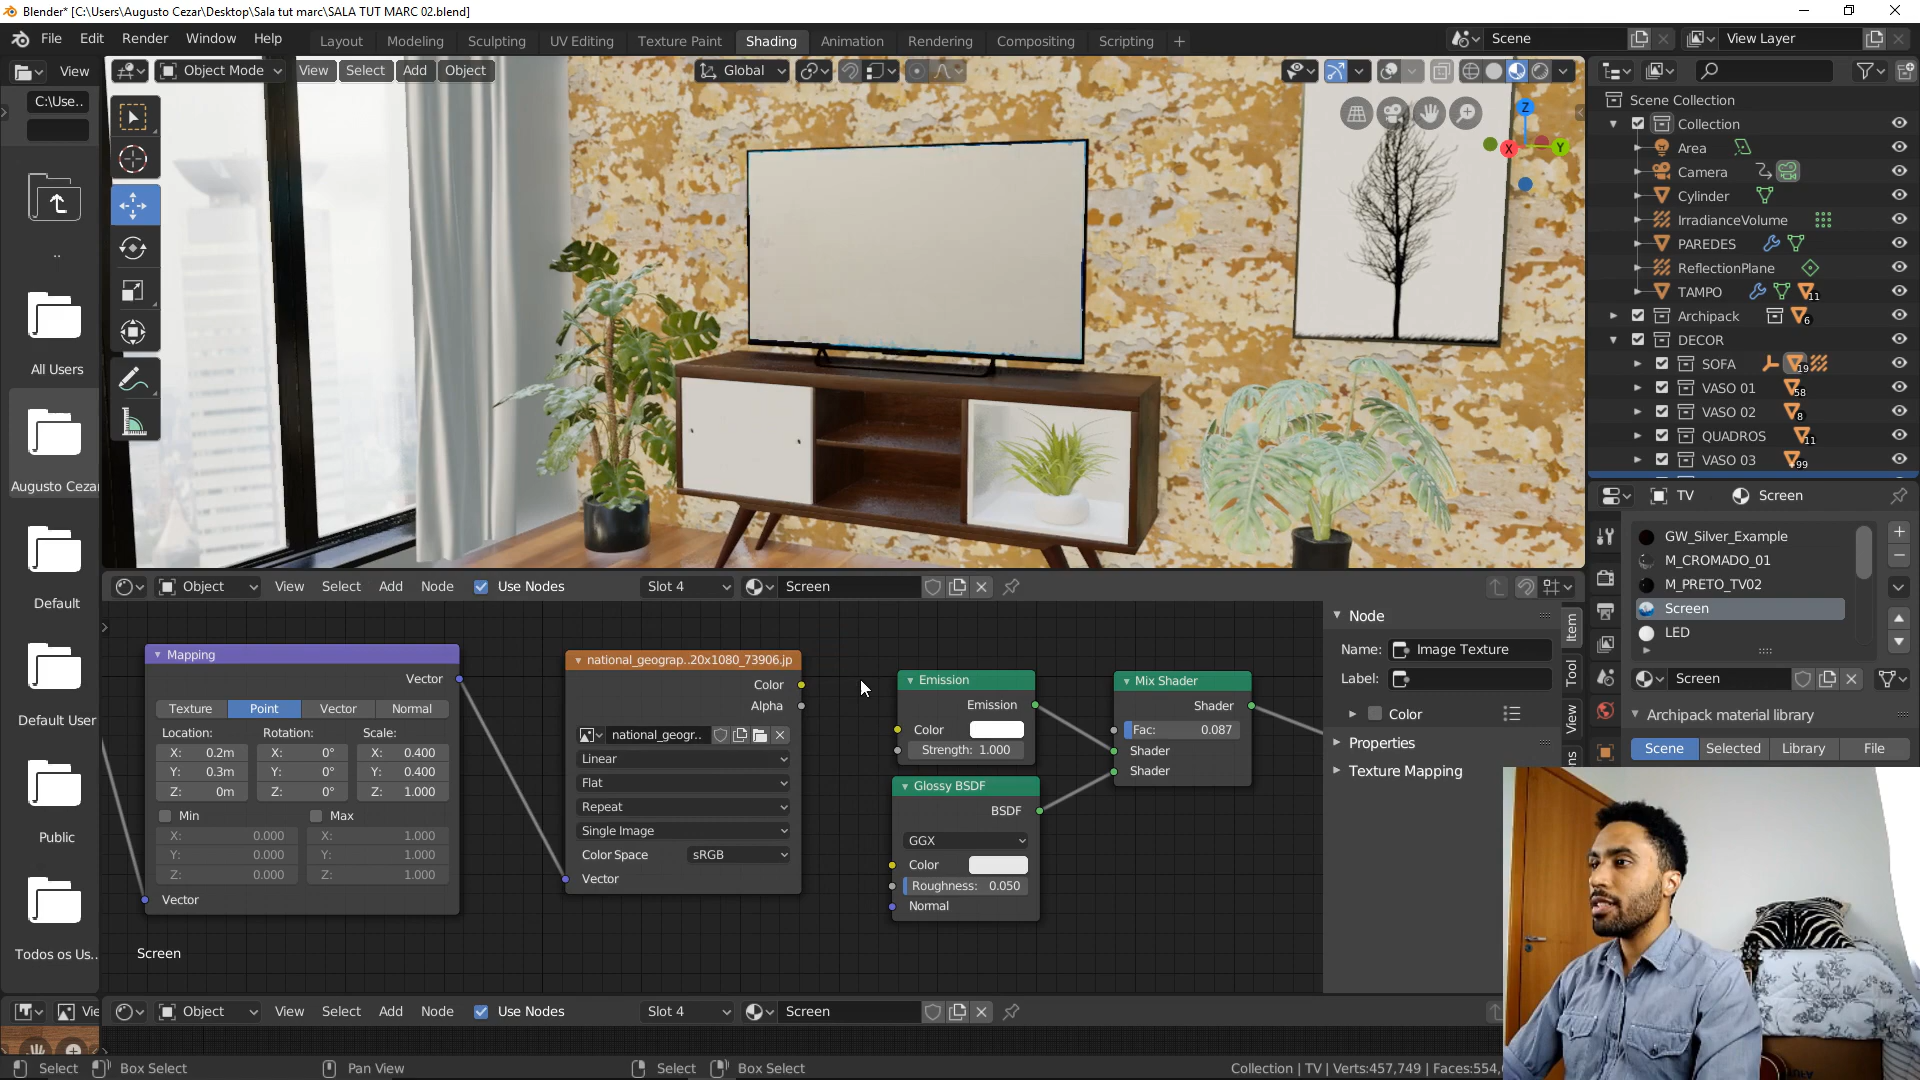 Blender* [C:\Users\Augusto Cezar\Desktop\Sala tut marc\SALA TUT MARC 02.blend]
File Edit Render Window Help
Layout Modeling Sculpting UV Editing Texture Paint Shading Animation Rendering Compositing Scripting +
Scene
View Layer
View
Object Mode View Select Add Object
Global
C:\Use..
..
All Users
Augusto Ceza
Default
Default User
Public
Todos os Us..
Z
X
Y
Scene Collection
Collection
Area
Camera
Cylinder
IrradianceVolume
PAREDES
ReflectionPlane
TAMPO 11
Archipack 6
DECOR
SOFA 19
VASO 01 58
VASO 02 8
QUADROS 11
VASO 03 +99
TV Screen
GW_Silver_Example
M_CROMADO_01
M_PRETO_TV02
Screen
LED
Screen
Archipack material library
Scene Selected Library File
Object View Select Add Node Use Nodes Slot 4 Screen
Mapping
Vector
Texture Point Vector Normal
Location: Rotation: Scale:
X: 0.2m X: 0° X: 0.400
Y: 0.3m Y: 0° Y: 0.400
Z: 0m Z: 0° Z: 1.000
Min Max
X: 0.000 X: 1.000
Y: 0.000 Y: 1.000
Z: 0.000 Z: 1.000
Vector
Screen
national_geograp..20x1080_73906.jp
Color
Alpha
national_geogr..
Linear
Flat
Repeat
Single Image
Color Space sRGB
Vector
Emission
Emission
Color
Strength: 1.000
Glossy BSDF
BSDF
GGX
Color
Roughness: 0.050
Normal
Mix Shader
Shader
Fac: 0.087
Shader
Shader
Node
Name: Image Texture
Label:
Color
Properties
Texture Mapping
Item
Tool
View
Vie
Object View Select Add Node Use Nodes Slot 4 Screen
Select Box Select Pan View Select Box Select
Collection | TV | Verts:457,749 | Faces:554,